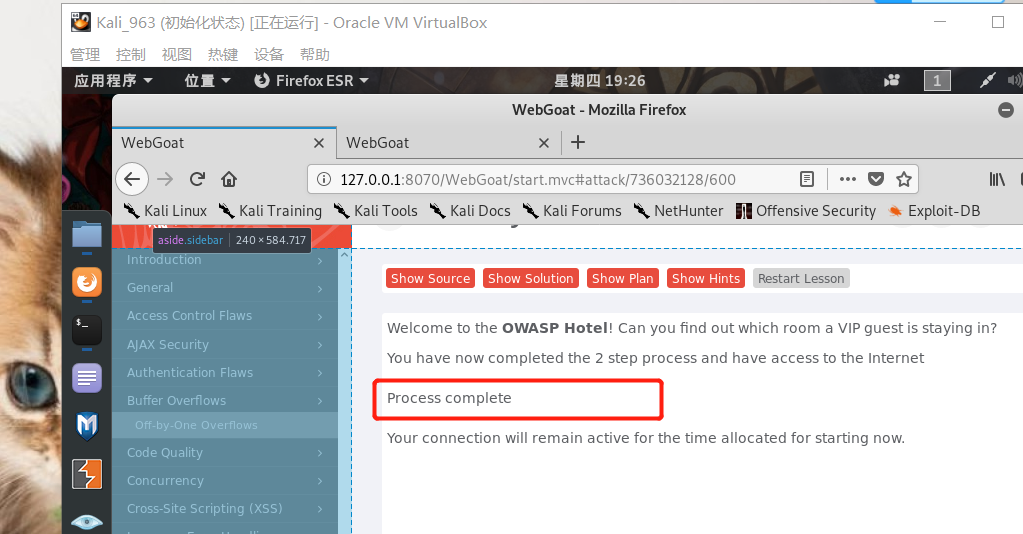 Kali_963 (初始化状态) [正在运行] - Oracle VM VirtualBox
管理 控制 视图 热键 设备 帮助
应用程序 位置 Firefox ESR 星期四 19:26 1
WebGoat - Mozilla Firefox
WebGoat WebGoat
127.0.0.1:8070/WebGoat/start.mvc#attack/736032128/600
Kali Linux Kali Training Kali Tools Kali Docs Kali Forums NetHunter Offensive Security Exploit-DB
aside.sidebar 240 × 584.717
Introduction
General
Access Control Flaws
AJAX Security
Authentication Flaws
Buffer Overflows
Off-by-One Overflows
Code Quality
Concurrency
Cross-Site Scripting (XSS)
Show Source Show Solution Show Plan Show Hints Restart Lesson
Welcome to the OWASP Hotel! Can you find out which room a VIP guest is staying in?
You have now completed the 2 step process and have access to the Internet
Process complete
Your connection will remain active for the time allocated for starting now.